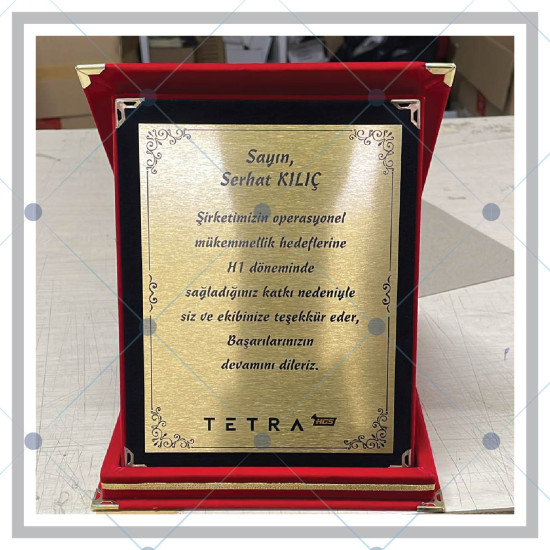 Sayın,
Serhat KILIÇ
Şirketimizin operasyonel
mükemmellik hedeflerine
H1 döneminde
sağladığınız katkı nedeniyle
siz ve ekibinize teşekkür eder,
Başarılarınızın
devamını dileriz.
TETRA HGS